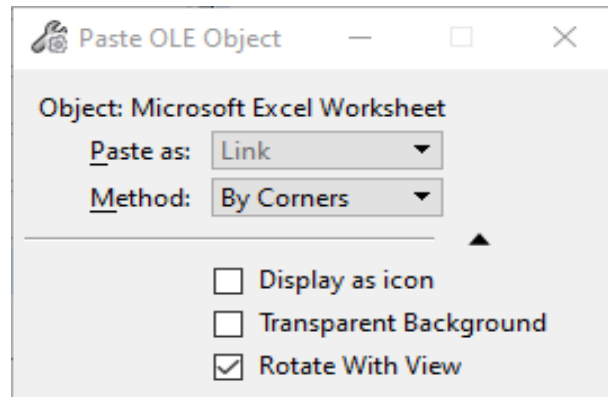 Paste OLE Object
Object: Microsoft Excel Worksheet
Paste as: Link
Method: By Corners
Display as icon
Transparent Background
Rotate With View